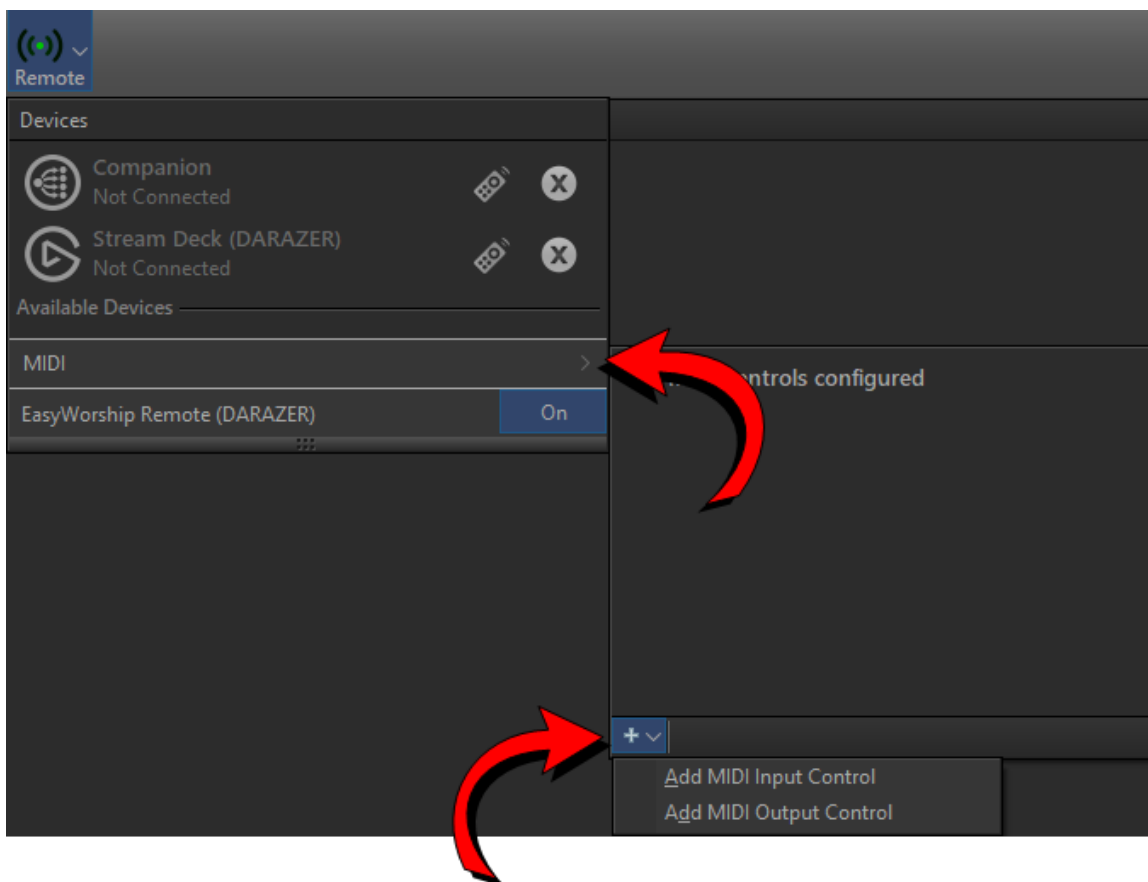 Remote
Devices
Companion
Not Connected
Stream Deck (DARAZER)
Not Connected
Available Devices
MIDI
ntrols configured
EasyWorship Remote (DARAZER)
On
Add MIDI Input Control
Add MIDI Output Control